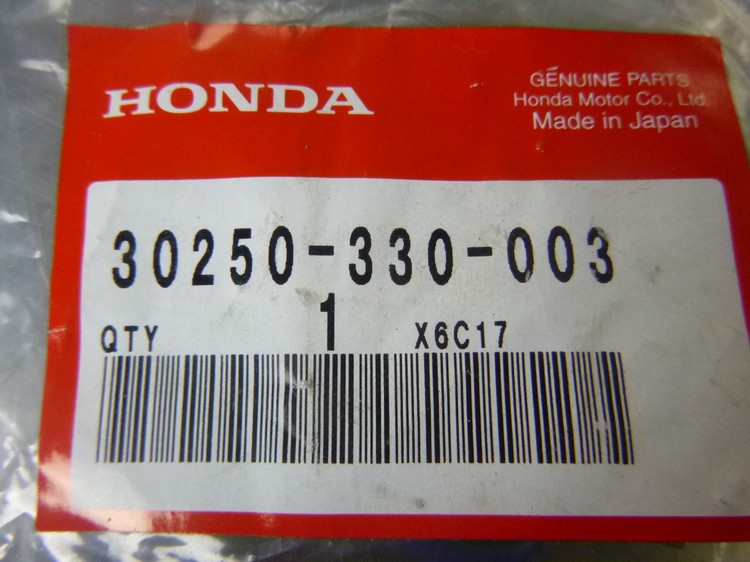 HONDA
GENUINE PARTS
Honda Motor Co., Ltd.
Made in Japan
30250-330-003
QTY 1 X6C17